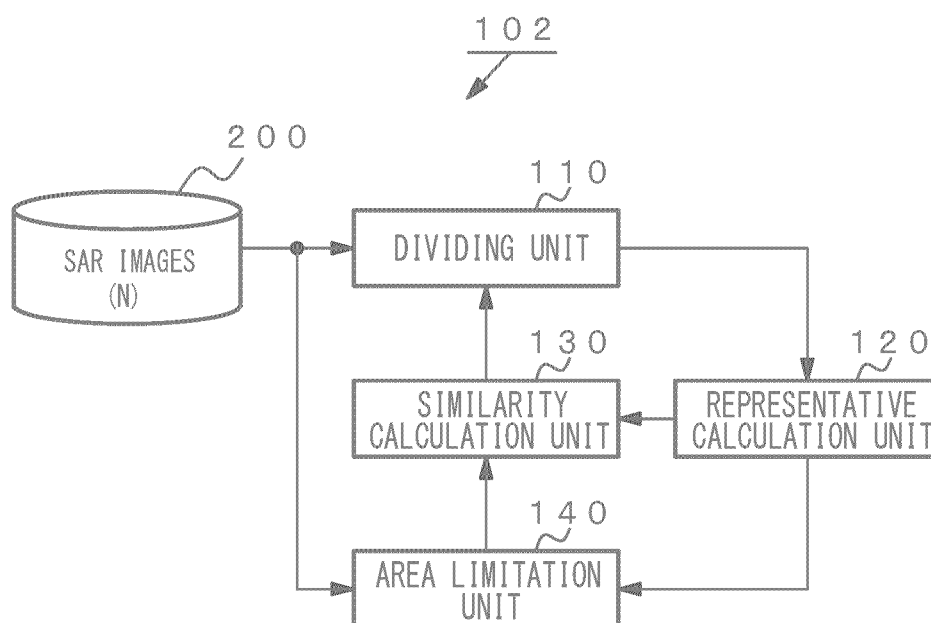 102
200
SAR IMAGES
(N)
110
DIVIDING UNIT
130
SIMILARITY
CALCULATION UNIT
120
REPRESENTATIVE
CALCULATION UNIT
140
AREA LIMITATION
UNIT